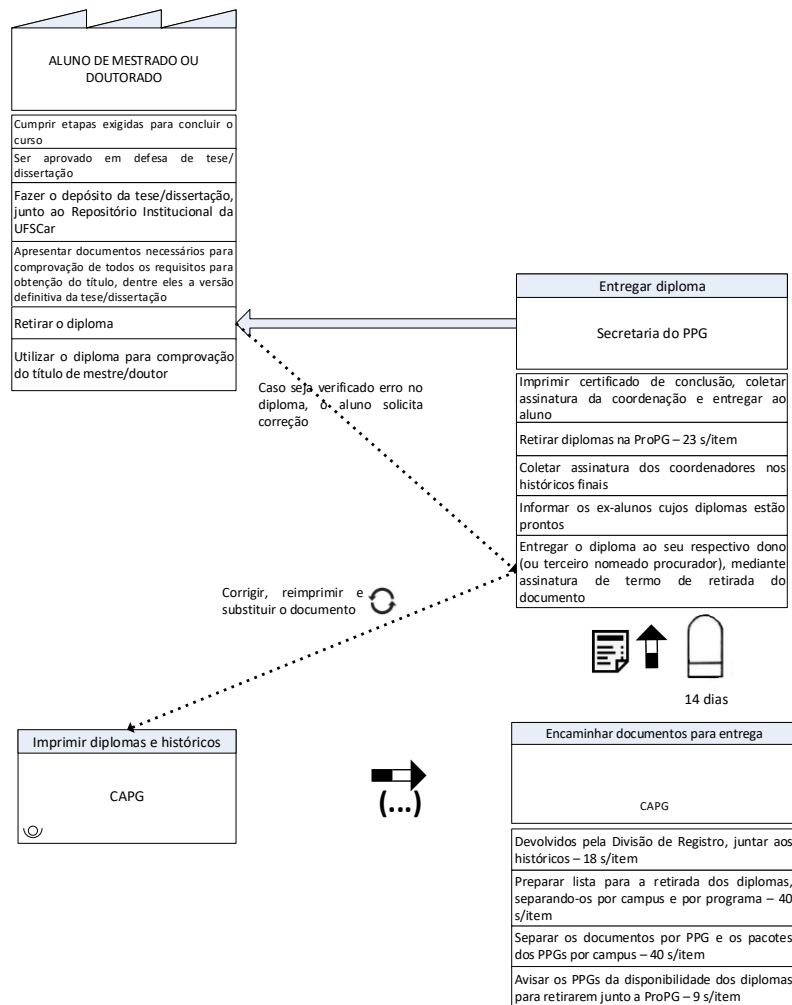 ALUNO DE MESTRADO OU
DOUTORADO
Cumprir etapas exigidas para concluir o
curso
Ser aprovado em defesa de tese/
dissertação
Fazer o depósito da tese/dissertação,
junto ao Repositório Institucional da
UFSCar
Apresentar documentos necessários para
comprovação de todos os requisitos para
obtenção do título, dentre eles a versão
definitiva da tese/dissertação
Retirar o diploma
Utilizar o diploma para comprovação
do título de mestre/doutor
Caso seja verificado erro no
diploma, o aluno solicita
correção
Entregar diploma
Secretaria do PPG
Imprimir certificado de conclusão, coletar
assinatura da coordenação e entregar ao
aluno
Retirar diplomas na ProPG – 23 s/item
Coletar assinatura dos coordenadores nos
históricos finais
Informar os ex-alunos cujos diplomas estão
prontos
Entregar o diploma ao seu respectivo dono
(ou terceiro nomeado procurador), mediante
assinatura de termo de retirada do
documento
Corrigir, reimprimir e
substituir o documento
14 dias
Imprimir diplomas e históricos
CAPG
(...)
Encaminhar documentos para entrega
CAPG
Devolvidos pela Divisão de Registro, juntar aos
históricos – 18 s/item
Preparar lista para a retirada dos diplomas,
separando-os por campus e por programa – 40
s/item
Separar os documentos por PPG e os pacotes
dos PPGs por campus – 40 s/item
Avisar os PPGs da disponibilidade dos diplomas
para retirarem junto a ProPG – 9 s/item